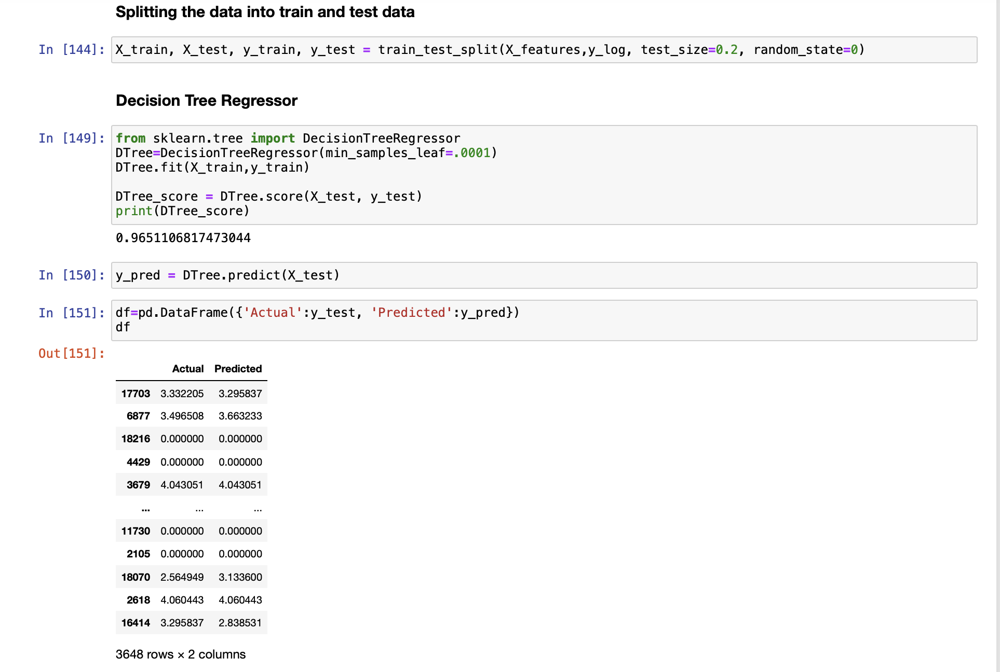 Splitting the data into train and test data
In [144]: X_train, X_test, y_train, y_test = train_test_split(X_features,y_log, test_size=0.2, random_state=0)
Decision Tree Regressor
In [149]: from sklearn.tree import DecisionTreeRegressor
DTree=DecisionTreeRegressor(min_samples_leaf=.0001)
DTree.fit(X_train,y_train)
DTree_score = DTree.score(X_test, y_test)
print(DTree_score)
0.9651106817473044
In [150]: y_pred = DTree.predict(X_test)
In [151]: df=pd.DataFrame({'Actual':y_test, 'Predicted':y_pred})
df
Out[151]:
Actual Predicted
17703 3.332205 3.295837
6877 3.496508 3.663233
18216 0.000000 0.000000
4429 0.000000 0.000000
3679 4.043051 4.043051
... ... ...
11730 0.000000 0.000000
2105 0.000000 0.000000
18070 2.564949 3.133600
2618 4.060443 4.060443
16414 3.295837 2.838531
3648 rows × 2 columns